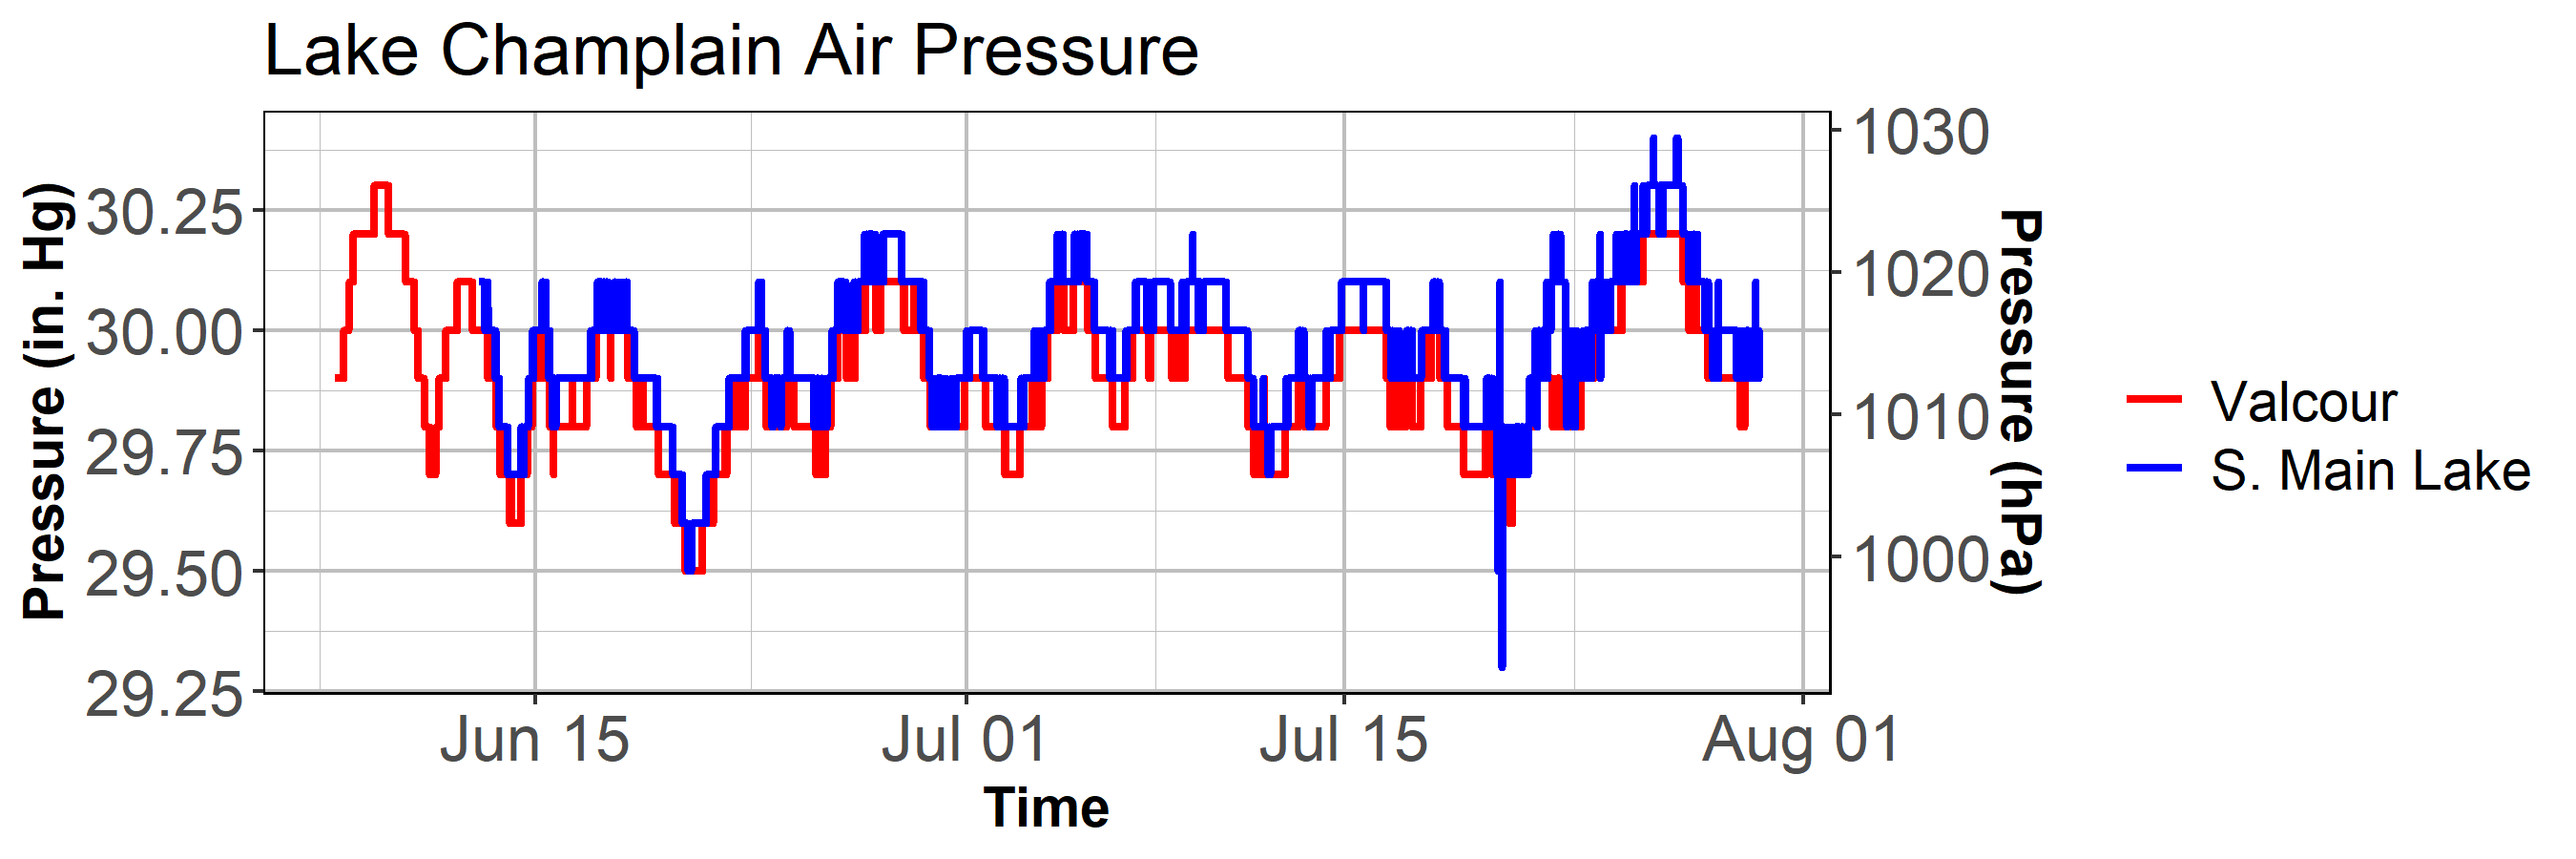 Lake Champlain Air Pressure
Pressure (in. Hg)
30.25
30.00
29.75
29.50
29.25
1030
1020
1010
1000
Pressure (hPa)
Jun 15
Jul 01
Jul 15
Aug 01
Time
Valcour
S. Main Lake